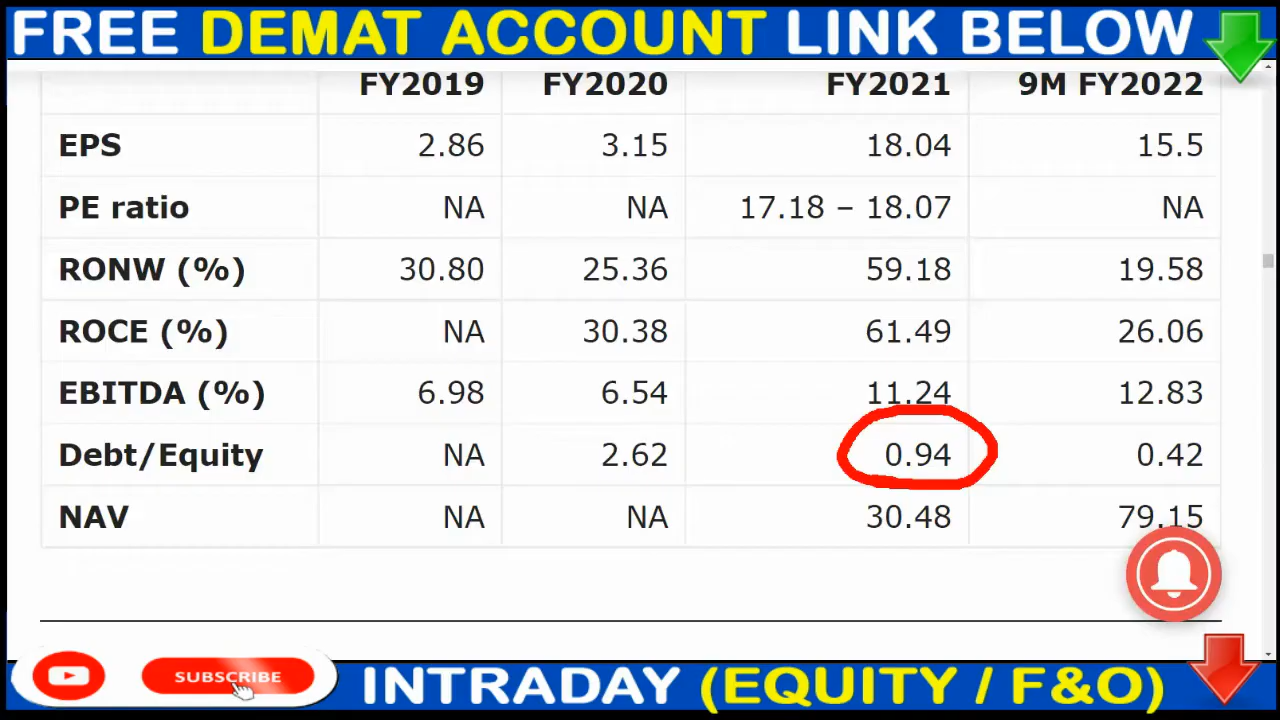 FREE DEMAT ACCOUNT LINK BELOW
FY2019 FY2020 FY2021 9M FY2022
EPS 2.86 3.15 18.04 15.5
PE ratio NA NA 17.18 – 18.07 NA
RONW (%) 30.80 25.36 59.18 19.58
ROCE (%) NA 30.38 61.49 26.06
EBITDA (%) 6.98 6.54 11.24 12.83
Debt/Equity NA 2.62 0.94 0.42
NAV NA NA 30.48 79.15
SUBSCRIBE
INTRADAY (EQUITY / F&O)